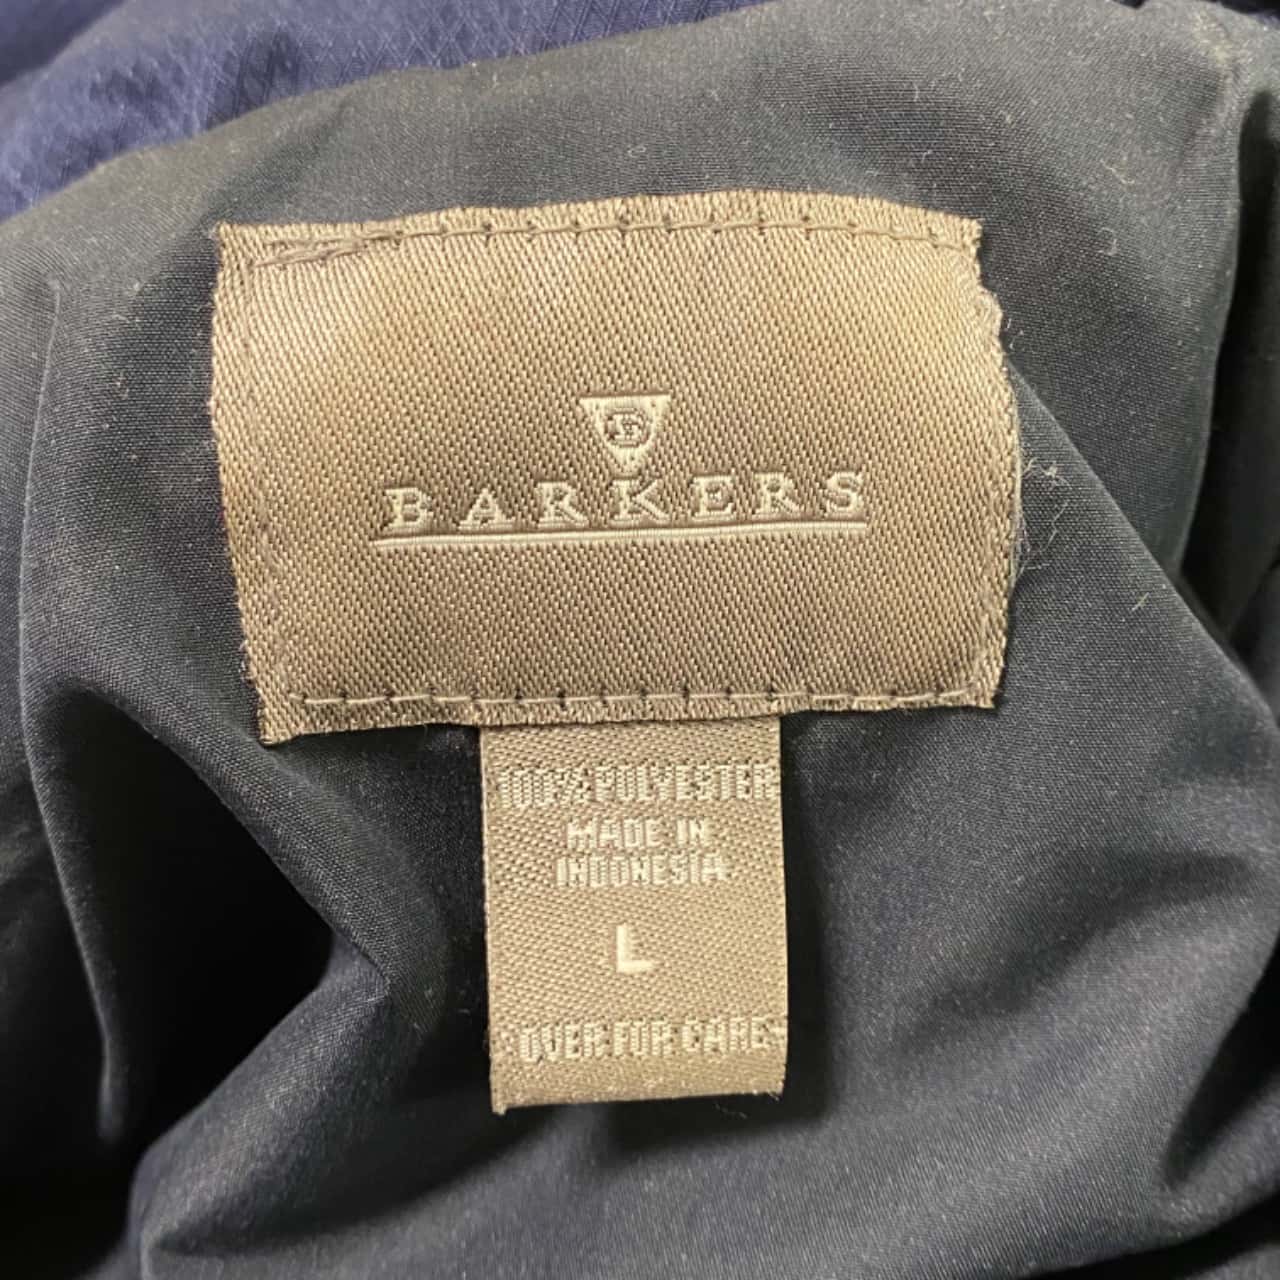 BARKERS
100% POLYESTER
MADE IN
INDONESIA
L
OVER FOR CARE